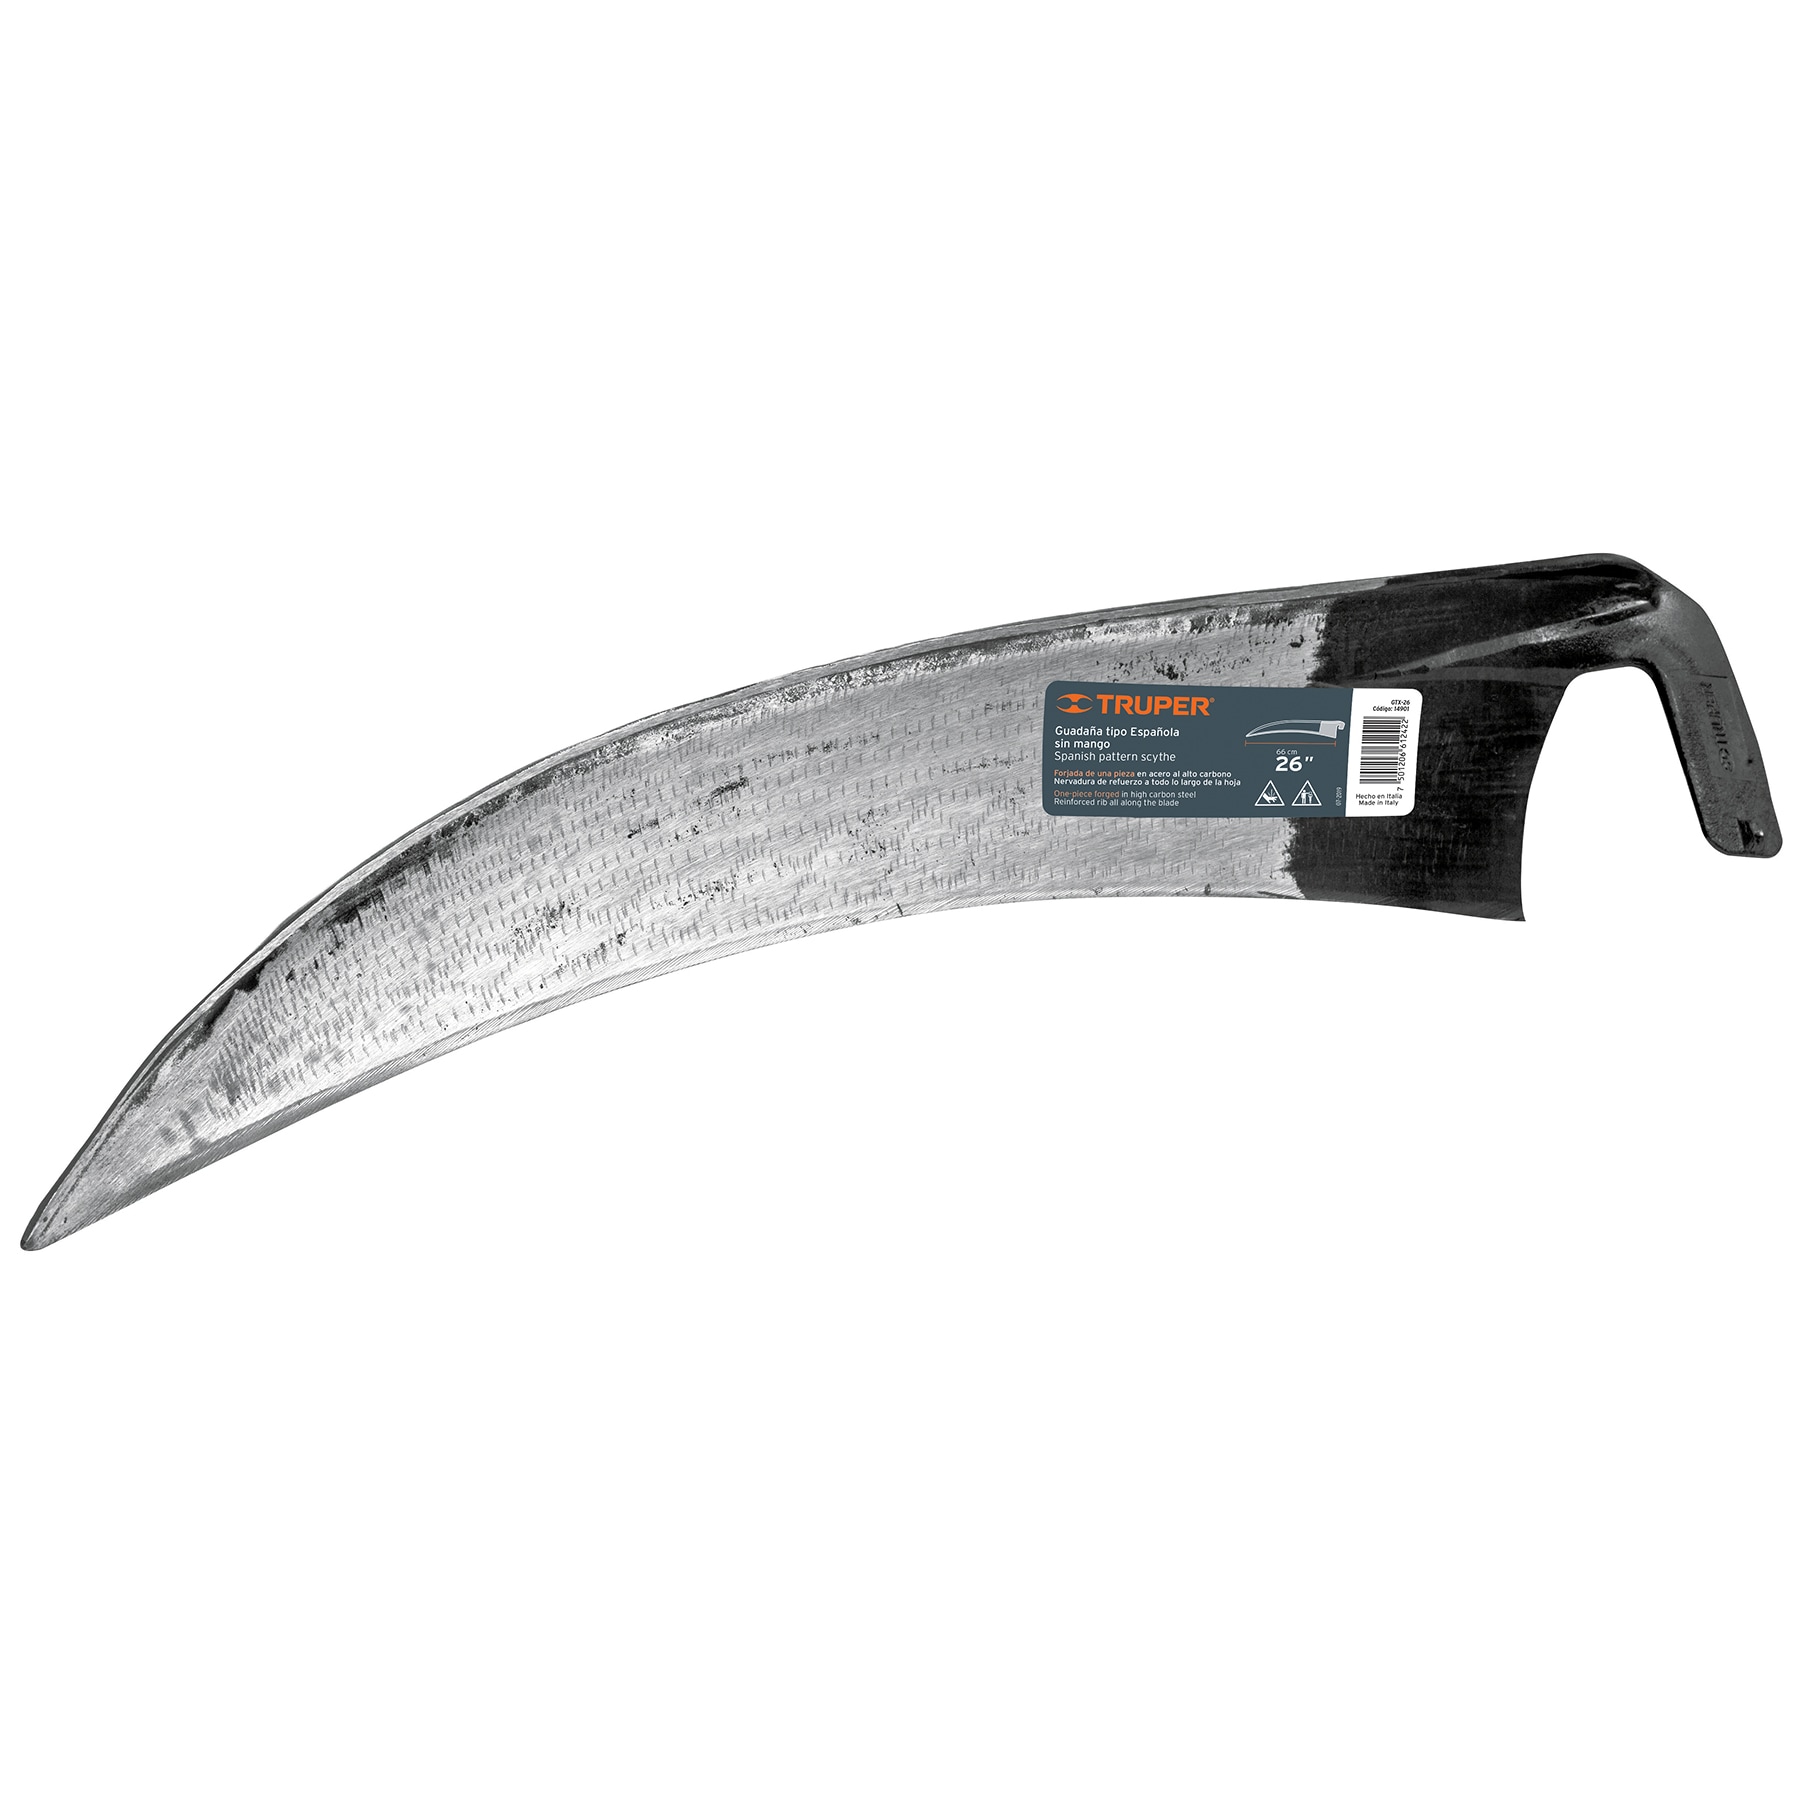 TRUPER®
Guadaña tipo Española
sin mango
Spanish pattern scythe
Forjada de una pieza en acero al alto carbono
Nervadura de refuerzo a todo lo largo de la hoja
One-piece forged in high carbon steel
Reinforced rib all along the blade
66 cm
26"
07-2019
GTX-26
Código: 14901
7 501206 612422
Hecho en Italia
Made in Italy